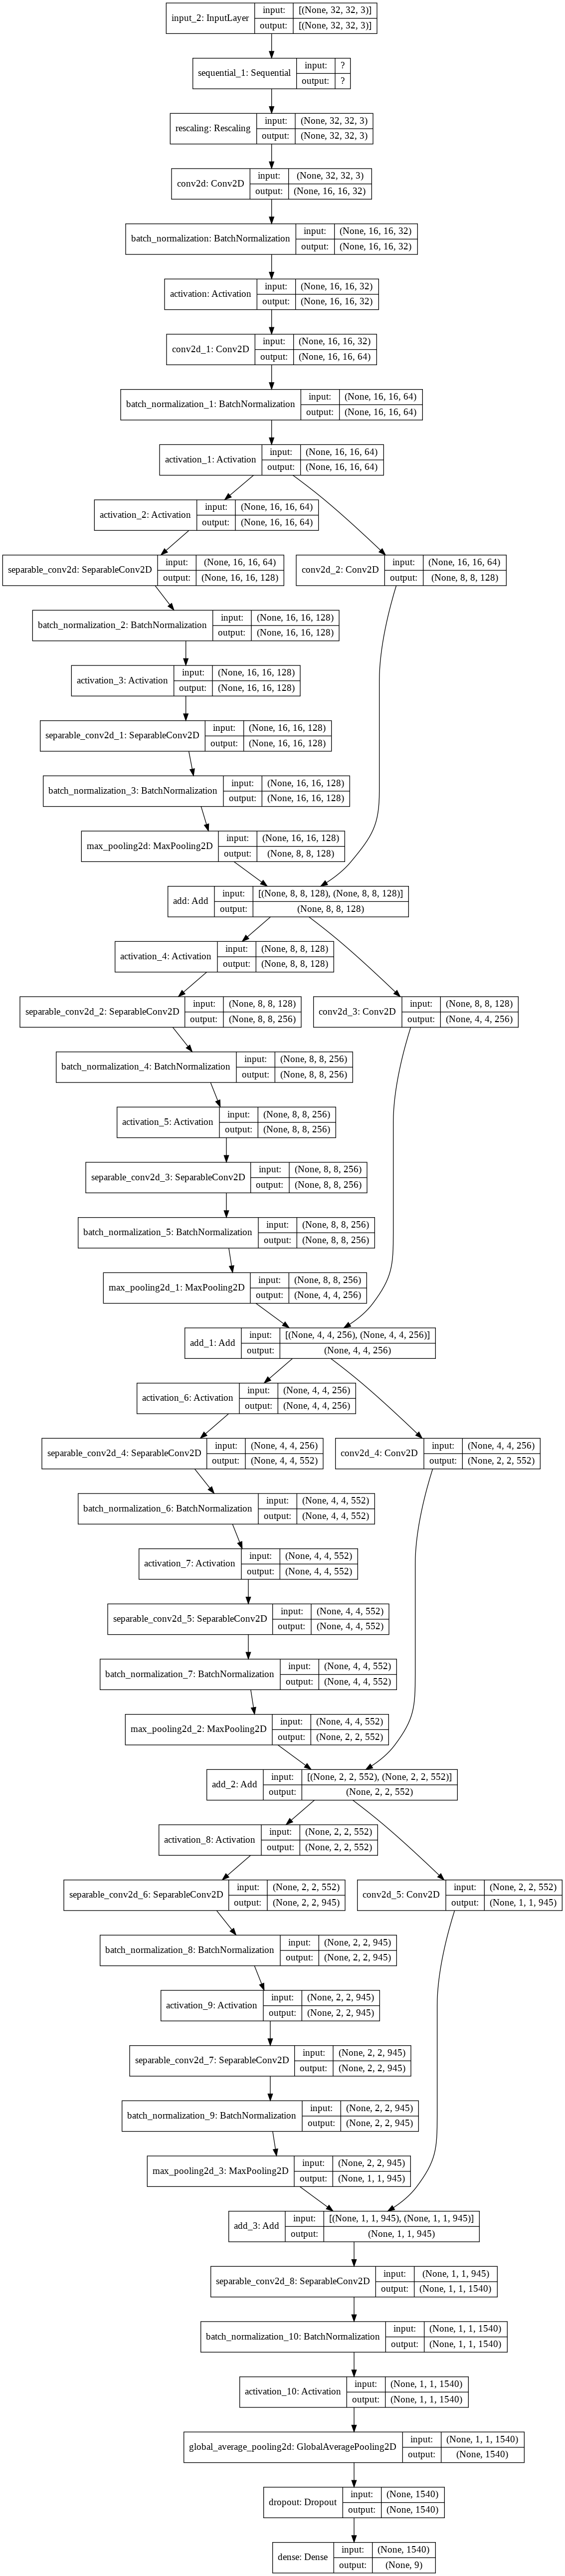 input_2: InputLayer
input: [(None, 32, 32, 3)]
output: [(None, 32, 32, 3)]
sequential_1: Sequential
input: ?
output: ?
rescaling: Rescaling
input: (None, 32, 32, 3)
output: (None, 32, 32, 3)
conv2d: Conv2D
input: (None, 32, 32, 3)
output: (None, 16, 16, 32)
batch_normalization: BatchNormalization
input: (None, 16, 16, 32)
output: (None, 16, 16, 32)
activation: Activation
input: (None, 16, 16, 32)
output: (None, 16, 16, 32)
conv2d_1: Conv2D
input: (None, 16, 16, 32)
output: (None, 16, 16, 64)
batch_normalization_1: BatchNormalization
input: (None, 16, 16, 64)
output: (None, 16, 16, 64)
activation_1: Activation
input: (None, 16, 16, 64)
output: (None, 16, 16, 64)
activation_2: Activation
input: (None, 16, 16, 64)
output: (None, 16, 16, 64)
separable_conv2d: SeparableConv2D
input: (None, 16, 16, 64)
output: (None, 16, 16, 128)
conv2d_2: Conv2D
input: (None, 16, 16, 64)
output: (None, 8, 8, 128)
batch_normalization_2: BatchNormalization
input: (None, 16, 16, 128)
output: (None, 16, 16, 128)
activation_3: Activation
input: (None, 16, 16, 128)
output: (None, 16, 16, 128)
separable_conv2d_1: SeparableConv2D
input: (None, 16, 16, 128)
output: (None, 16, 16, 128)
batch_normalization_3: BatchNormalization
input: (None, 16, 16, 128)
output: (None, 16, 16, 128)
max_pooling2d: MaxPooling2D
input: (None, 16, 16, 128)
output: (None, 8, 8, 128)
add: Add
input: [(None, 8, 8, 128), (None, 8, 8, 128)]
output: (None, 8, 8, 128)
activation_4: Activation
input: (None, 8, 8, 128)
output: (None, 8, 8, 128)
separable_conv2d_2: SeparableConv2D
input: (None, 8, 8, 128)
output: (None, 8, 8, 256)
conv2d_3: Conv2D
input: (None, 8, 8, 128)
output: (None, 4, 4, 256)
batch_normalization_4: BatchNormalization
input: (None, 8, 8, 256)
output: (None, 8, 8, 256)
activation_5: Activation
input: (None, 8, 8, 256)
output: (None, 8, 8, 256)
separable_conv2d_3: SeparableConv2D
input: (None, 8, 8, 256)
output: (None, 8, 8, 256)
batch_normalization_5: BatchNormalization
input: (None, 8, 8, 256)
output: (None, 8, 8, 256)
max_pooling2d_1: MaxPooling2D
input: (None, 8, 8, 256)
output: (None, 4, 4, 256)
add_1: Add
input: [(None, 4, 4, 256), (None, 4, 4, 256)]
output: (None, 4, 4, 256)
activation_6: Activation
input: (None, 4, 4, 256)
output: (None, 4, 4, 256)
separable_conv2d_4: SeparableConv2D
input: (None, 4, 4, 256)
output: (None, 4, 4, 552)
conv2d_4: Conv2D
input: (None, 4, 4, 256)
output: (None, 2, 2, 552)
batch_normalization_6: BatchNormalization
input: (None, 4, 4, 552)
output: (None, 4, 4, 552)
activation_7: Activation
input: (None, 4, 4, 552)
output: (None, 4, 4, 552)
separable_conv2d_5: SeparableConv2D
input: (None, 4, 4, 552)
output: (None, 4, 4, 552)
batch_normalization_7: BatchNormalization
input: (None, 4, 4, 552)
output: (None, 4, 4, 552)
max_pooling2d_2: MaxPooling2D
input: (None, 4, 4, 552)
output: (None, 2, 2, 552)
add_2: Add
input: [(None, 2, 2, 552), (None, 2, 2, 552)]
output: (None, 2, 2, 552)
activation_8: Activation
input: (None, 2, 2, 552)
output: (None, 2, 2, 552)
separable_conv2d_6: SeparableConv2D
input: (None, 2, 2, 552)
output: (None, 2, 2, 945)
conv2d_5: Conv2D
input: (None, 2, 2, 552)
output: (None, 1, 1, 945)
batch_normalization_8: BatchNormalization
input: (None, 2, 2, 945)
output: (None, 2, 2, 945)
activation_9: Activation
input: (None, 2, 2, 945)
output: (None, 2, 2, 945)
separable_conv2d_7: SeparableConv2D
input: (None, 2, 2, 945)
output: (None, 2, 2, 945)
batch_normalization_9: BatchNormalization
input: (None, 2, 2, 945)
output: (None, 2, 2, 945)
max_pooling2d_3: MaxPooling2D
input: (None, 2, 2, 945)
output: (None, 1, 1, 945)
add_3: Add
input: [(None, 1, 1, 945), (None, 1, 1, 945)]
output: (None, 1, 1, 945)
separable_conv2d_8: SeparableConv2D
input: (None, 1, 1, 945)
output: (None, 1, 1, 1540)
batch_normalization_10: BatchNormalization
input: (None, 1, 1, 1540)
output: (None, 1, 1, 1540)
activation_10: Activation
input: (None, 1, 1, 1540)
output: (None, 1, 1, 1540)
global_average_pooling2d: GlobalAveragePooling2D
input: (None, 1, 1, 1540)
output: (None, 1540)
dropout: Dropout
input: (None, 1540)
output: (None, 1540)
dense: Dense
input: (None, 1540)
output: (None, 9)